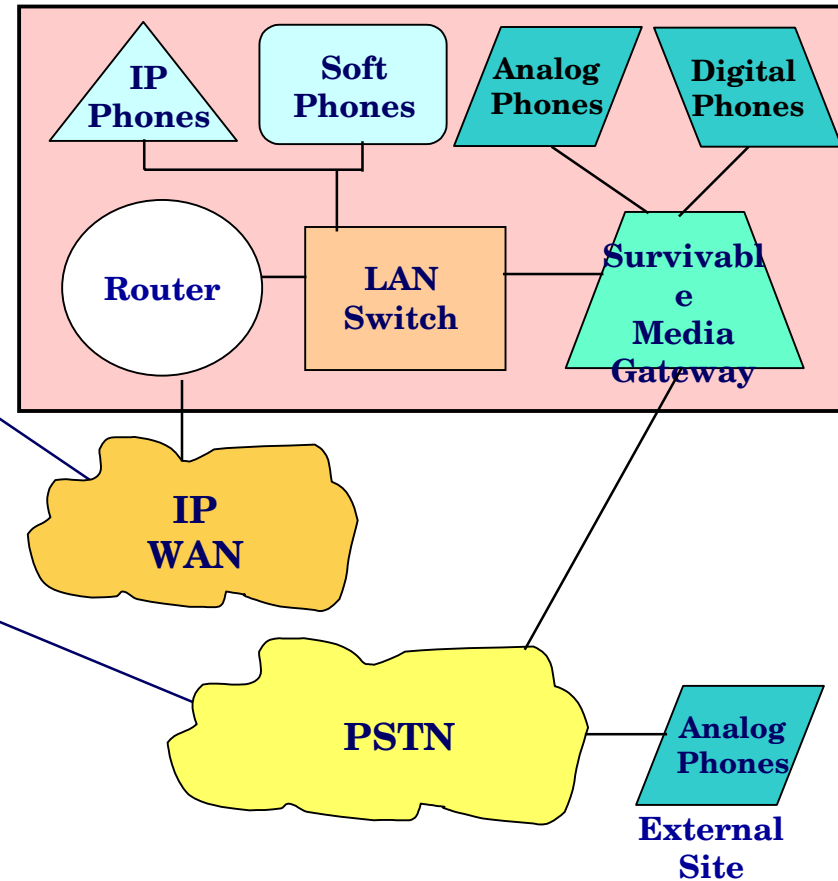 IP
Phones
Soft
Phones
Analog
Phones
Digital
Phones
Router
LAN
Switch
Survivabl
e
Media
Gateway
IP
WAN
PSTN
Analog
Phones
External
Site